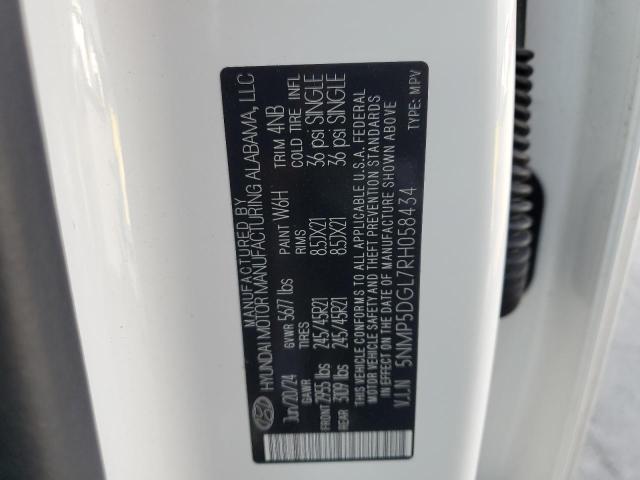 MANUFACTURED BY
HYUNDAI MOTOR MANUFACTURING ALABAMA, LLC
Jun/20/24 GVWR 5677 lbs PAINT W6H TRIM 4NB
GAWR TIRES RIMS COLD TIRE INFL
FRONT 2955 lbs 245/45R21 8.5JX21 36 psi SINGLE
REAR 3109 lbs 245/45R21 8.5JX21 36 psi SINGLE
THIS VEHICLE CONFORMS TO ALL APPLICABLE U.S.A. FEDERAL
MOTOR VEHICLE SAFETY AND THEFT PREVENTION STANDARDS
IN EFFECT ON THE DATE OF MANUFACTURE SHOWN ABOVE
V.I.N 5NMP5DGL7RH058434 TYPE: MPV